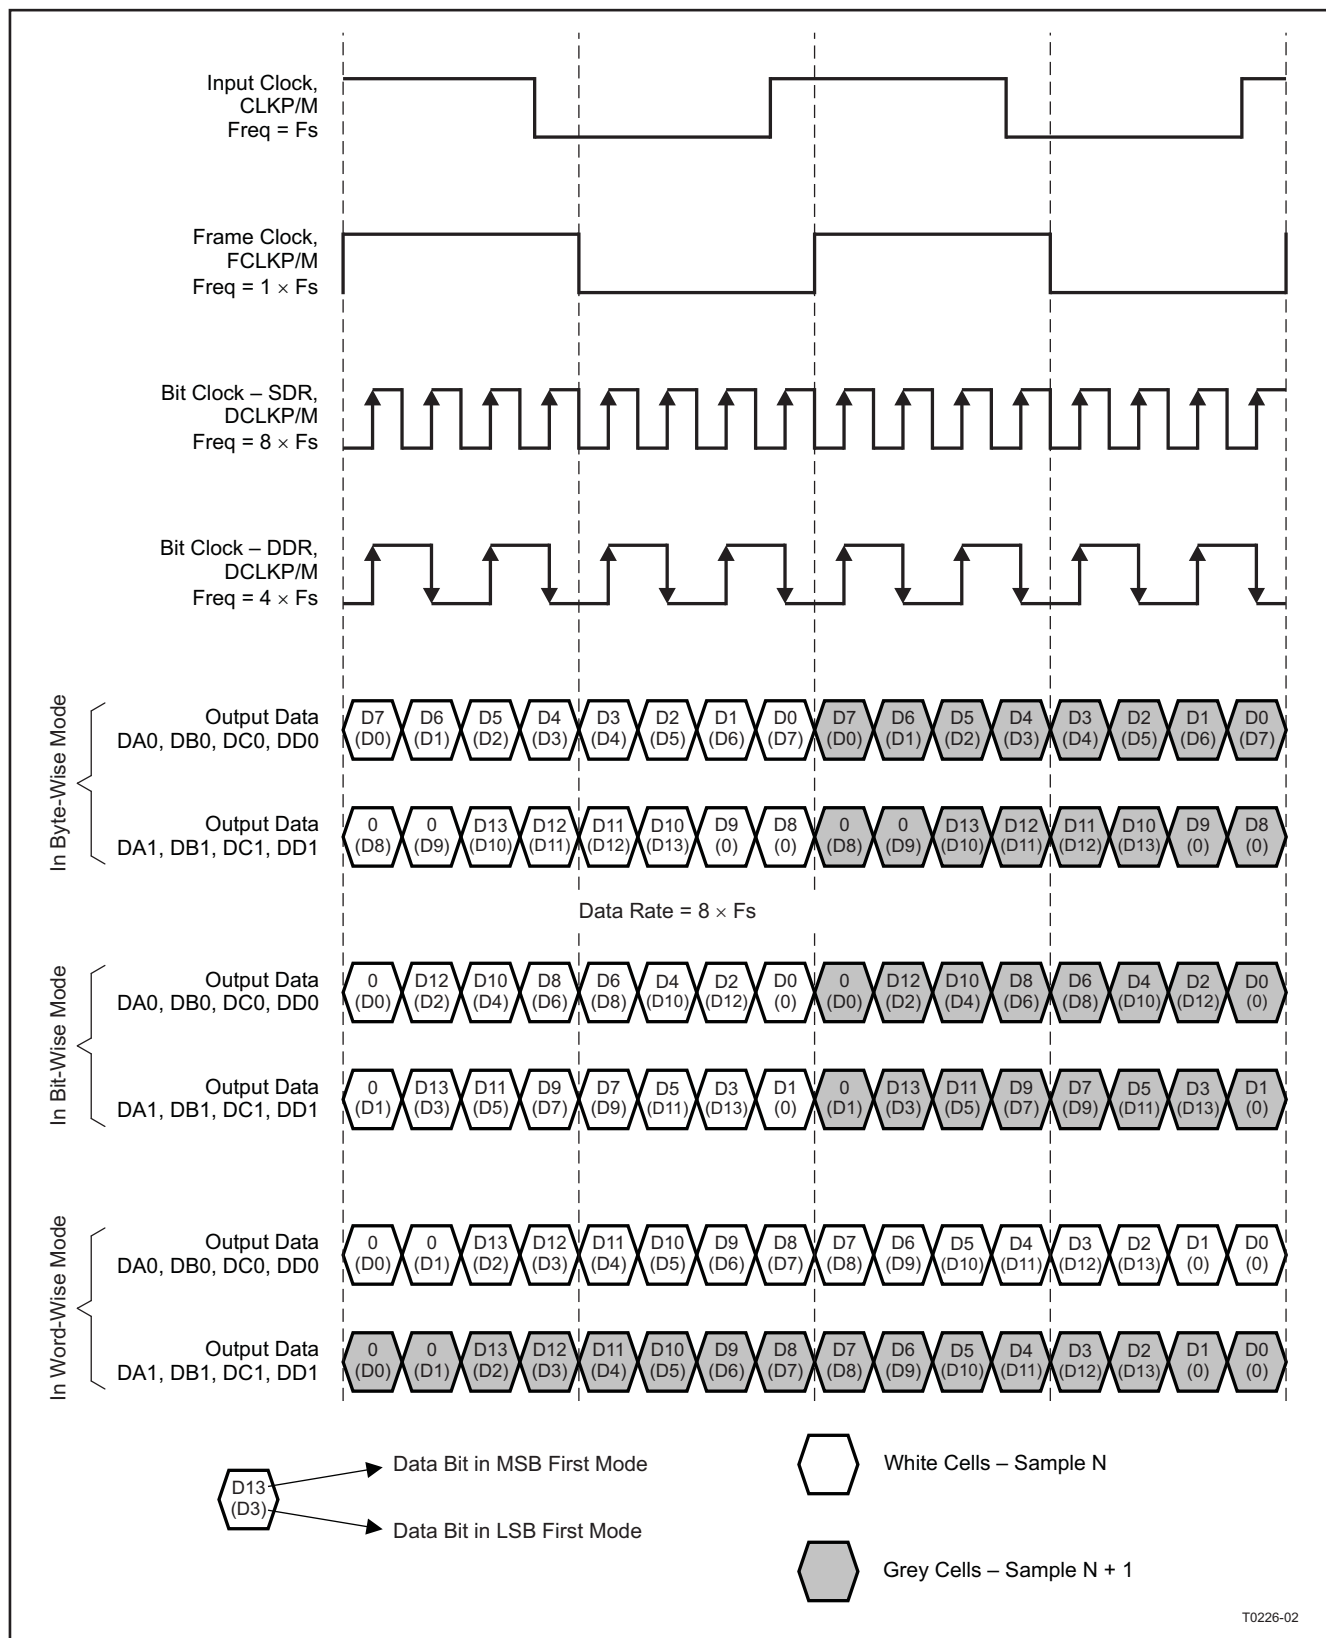 Input Clock,
CLKP/M
Freq = Fs
Frame Clock,
FCLKP/M
Freq = 1 × Fs
Bit Clock – SDR,
DCLKP/M
Freq = 8 × Fs
Bit Clock – DDR,
DCLKP/M
Freq = 4 × Fs
In Byte-Wise Mode
Output Data
DA0, DB0, DC0, DD0
D7 D6 D5 D4 D3 D2 D1 D0 D7 D6 D5 D4 D3 D2 D1 D0
(D0) (D1) (D2) (D3) (D4) (D5) (D6) (D7) (D0) (D1) (D2) (D3) (D4) (D5) (D6) (D7)
Output Data
DA1, DB1, DC1, DD1
0 0 D13 D12 D11 D10 D9 D8 0 0 D13 D12 D11 D10 D9 D8
(D8) (D9) (D10) (D11) (D12) (D13) (0) (0) (D8) (D9) (D10) (D11) (D12) (D13) (0) (0)
Data Rate = 8 × Fs
In Bit-Wise Mode
Output Data
DA0, DB0, DC0, DD0
0 D12 D10 D8 D6 D4 D2 D0 0 D12 D10 D8 D6 D4 D2 D0
(D0) (D2) (D4) (D6) (D8) (D10) (D12) (0) (D0) (D2) (D4) (D6) (D8) (D10) (D12) (0)
Output Data
DA1, DB1, DC1, DD1
0 D13 D11 D9 D7 D5 D3 D1 0 D13 D11 D9 D7 D5 D3 D1
(D1) (D3) (D5) (D7) (D9) (D11) (D13) (0) (D1) (D3) (D5) (D7) (D9) (D11) (D13) (0)
In Word-Wise Mode
Output Data
DA0, DB0, DC0, DD0
0 0 D13 D12 D11 D10 D9 D8 D7 D6 D5 D4 D3 D2 D1 D0
(D0) (D1) (D2) (D3) (D4) (D5) (D6) (D7) (D8) (D9) (D10) (D11) (D12) (D13) (0) (0)
Output Data
DA1, DB1, DC1, DD1
0 0 D13 D12 D11 D10 D9 D8 D7 D6 D5 D4 D3 D2 D1 D0
(D0) (D1) (D2) (D3) (D4) (D5) (D6) (D7) (D8) (D9) (D10) (D11) (D12) (D13) (0) (0)
D13
(D3)
Data Bit in MSB First Mode
Data Bit in LSB First Mode
White Cells – Sample N
Grey Cells – Sample N + 1
T0226-02